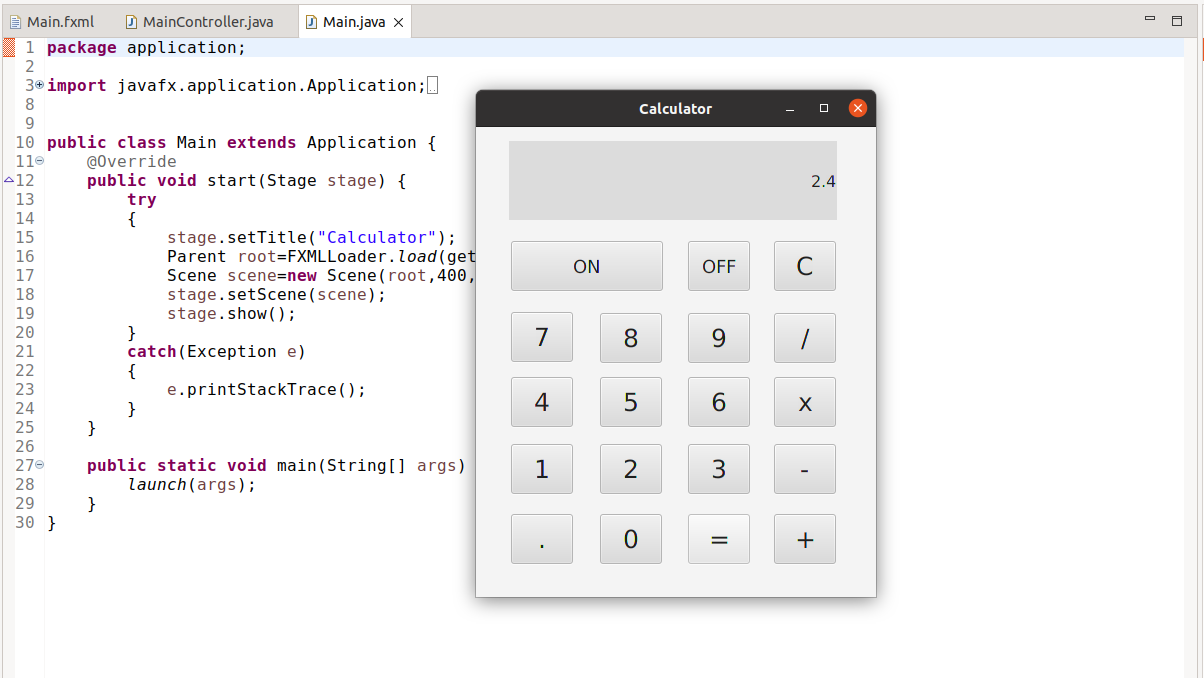 Main.fxml MainController.java Main.java
1 package application;
2
3 import javafx.application.Application;
8
9
10 public class Main extends Application {
11 @Override
12 public void start(Stage stage) {
13 try
14 {
15 stage.setTitle("Calculator");
16 Parent root=FXMLLoader.load(get
17 Scene scene=new Scene(root,400,
18 stage.setScene(scene);
19 stage.show();
20 }
21 catch(Exception e)
22 {
23 e.printStackTrace();
24 }
25 }
26
27 public static void main(String[] args)
28 launch(args);
29 }
30 }
Calculator
2.4
ON OFF C
7 8 9 /
4 5 6 x
1 2 3 -
. 0 = +